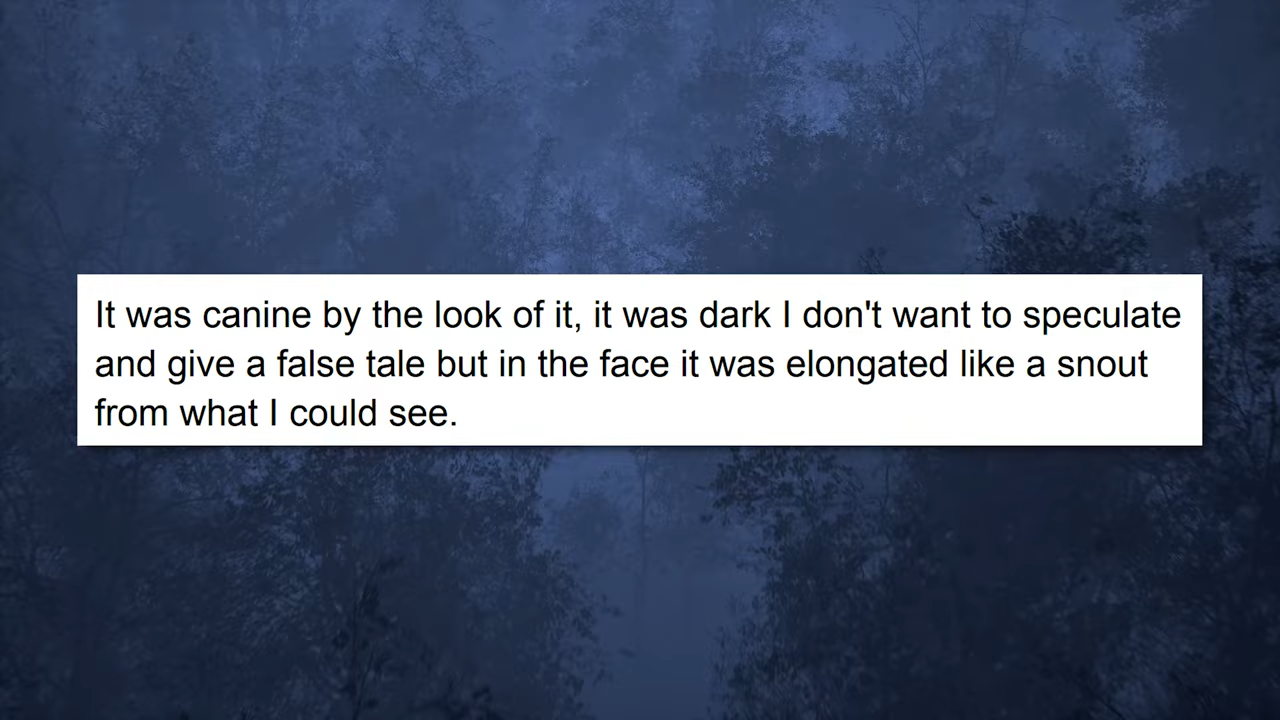 It was canine by the look of it, it was dark I don't want to speculate
and give a false tale but in the face it was elongated like a snout
from what I could see.